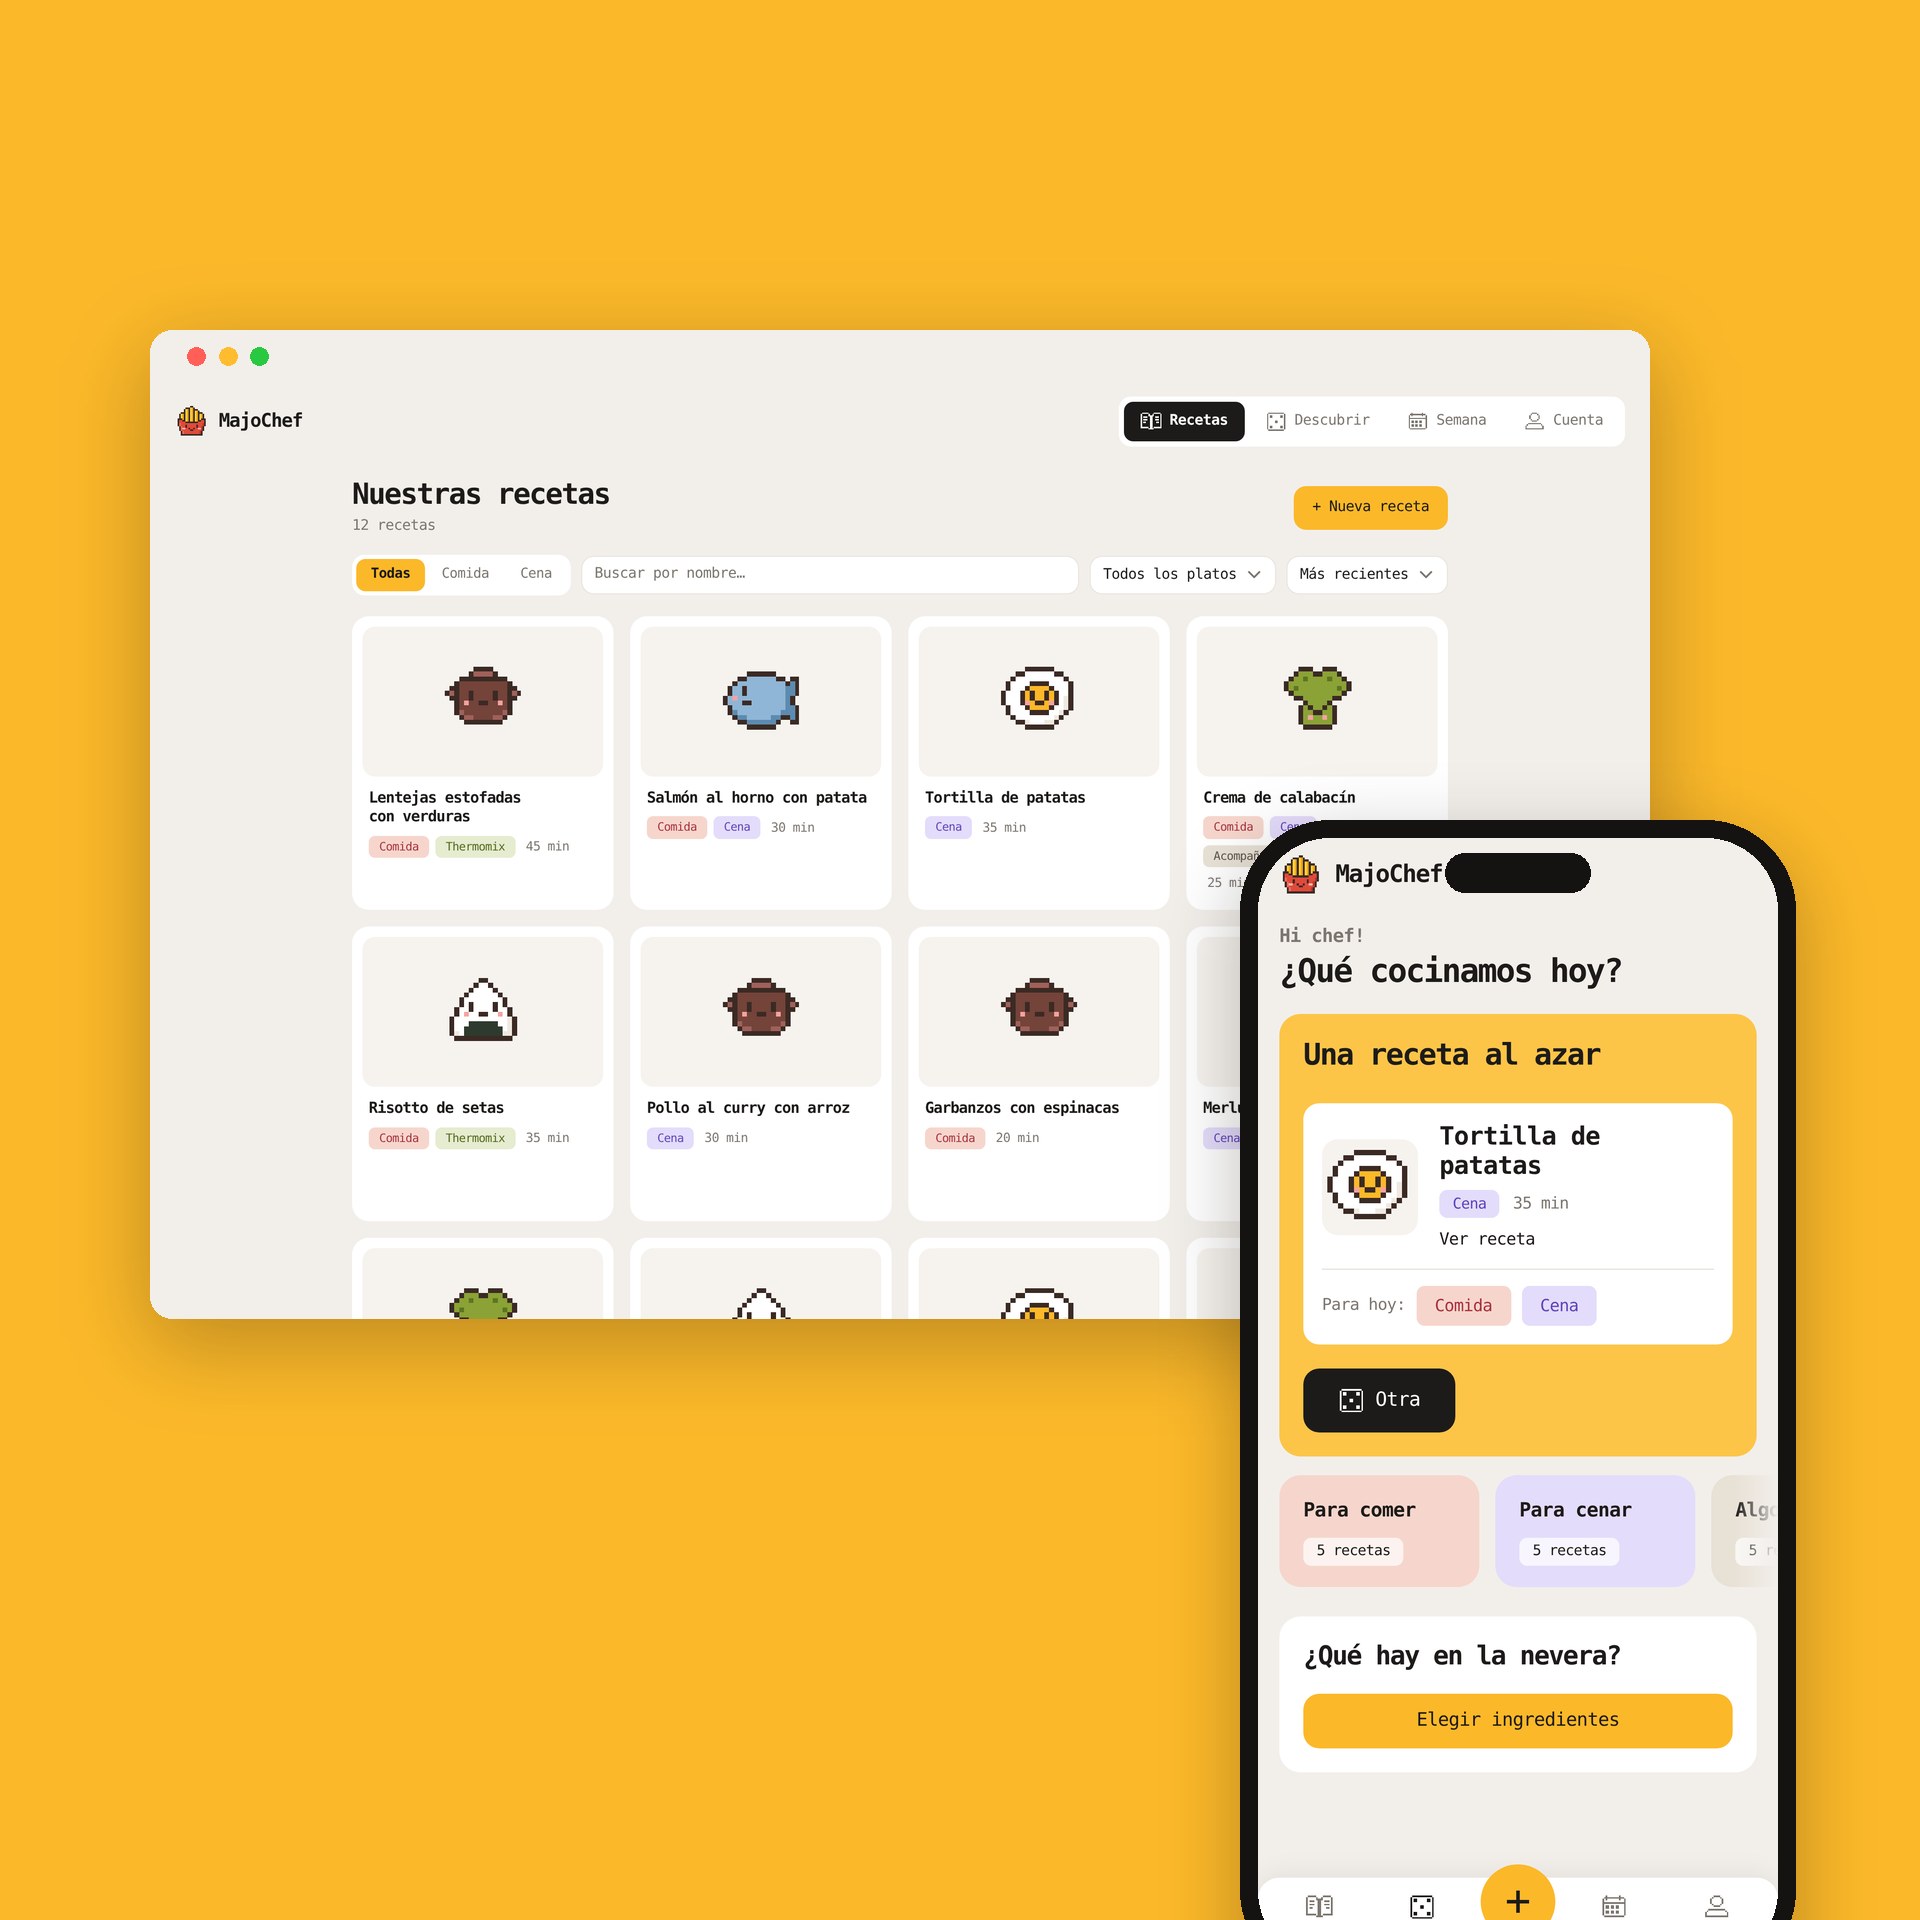 MajoChef
Recetas
Descubrir
Semana
Cuenta
Nuestras recetas
12 recetas
+ Nueva receta
Todas
Comida
Cena
Buscar por nombre…
Todos los platos
Más recientes
Lentejas estofadas
con verduras
Comida
Thermomix
45 min
Salmón al horno con patata
Comida
Cena
30 min
Tortilla de patatas
Cena
35 min
Crema de calabacín
Comida
25
Risotto de setas
Comida
Thermomix
35 min
Pollo al curry con arroz
Cena
30 min
Garbanzos con espinacas
Comida
20 min
Cena
MajoChef
Hi chef!
¿Qué cocinamos hoy?
Una receta al azar
Tortilla de
patatas
Cena
35 min
Ver receta
Para hoy:
Comida
Cena
Otra
Para comer
5 recetas
Para cenar
5 recetas
5
¿Qué hay en la nevera?
Elegir ingredientes
+